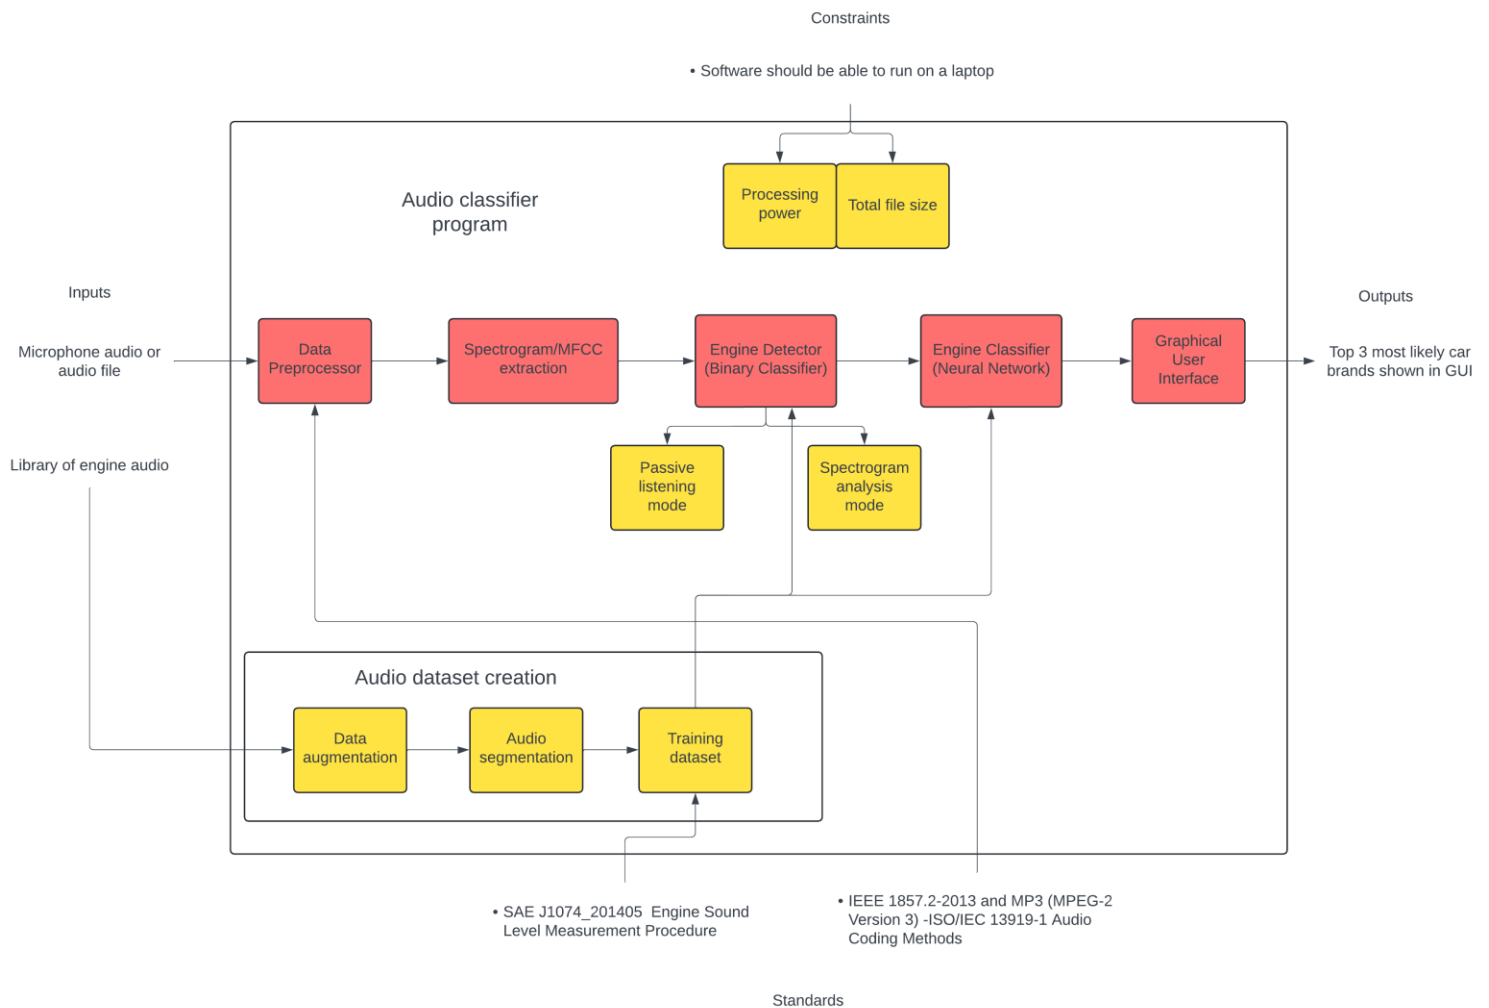 Constraints
• Software should be able to run on a laptop
Audio classifier
program
Processing
power
Total file size
Inputs
Outputs
Microphone audio or
audio file
Data
Preprocessor
Spectrogram/MFCC
extraction
Engine Detector
(Binary Classifier)
Engine Classifier
(Neural Network)
Graphical
User
Interface
Top 3 most likely car
brands shown in GUI
Library of engine audio
Passive
listening
mode
Spectrogram
analysis
mode
Audio dataset creation
Data
augmentation
Audio
segmentation
Training
dataset
• SAE J1074_201405 Engine Sound
Level Measurement Procedure
• IEEE 1857.2-2013 and MP3 (MPEG-2
Version 3) -ISO/IEC 13919-1 Audio
Coding Methods
Standards